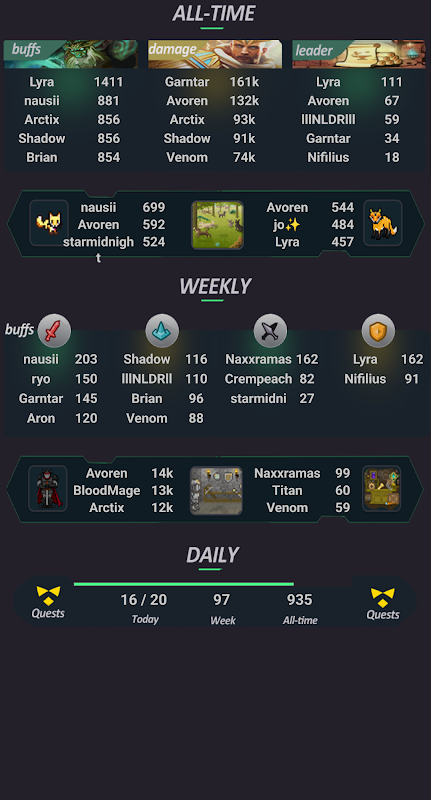 ALL-TIME
buffs damage leader
Lyra 1411 Garntar 161k Lyra 111
nausii 881 Avoren 132k Avoren 67
Arctix 856 Arctix 93k lllNLDRlll 59
Shadow 856 Shadow 91k Garntar 34
Brian 854 Venom 74k Nifilius 18
nausii 699 Avoren 544
Avoren 592 jo✨ 484
starmidnigh 524 Lyra 457
t
WEEKLY
buffs
nausii 203 Shadow 116 Naxxramas 162 Lyra 162
ryo 150 lllNLDRll 110 Crempeach 82 Nifilius 91
Garntar 145 Brian 96 starmidni 27
Aron 120 Venom 88
Avoren 14k Naxxramas 99
BloodMage 13k Titan 60
Arctix 12k Venom 59
DAILY
16 / 20 97 935
Quests Today Week All-time Quests